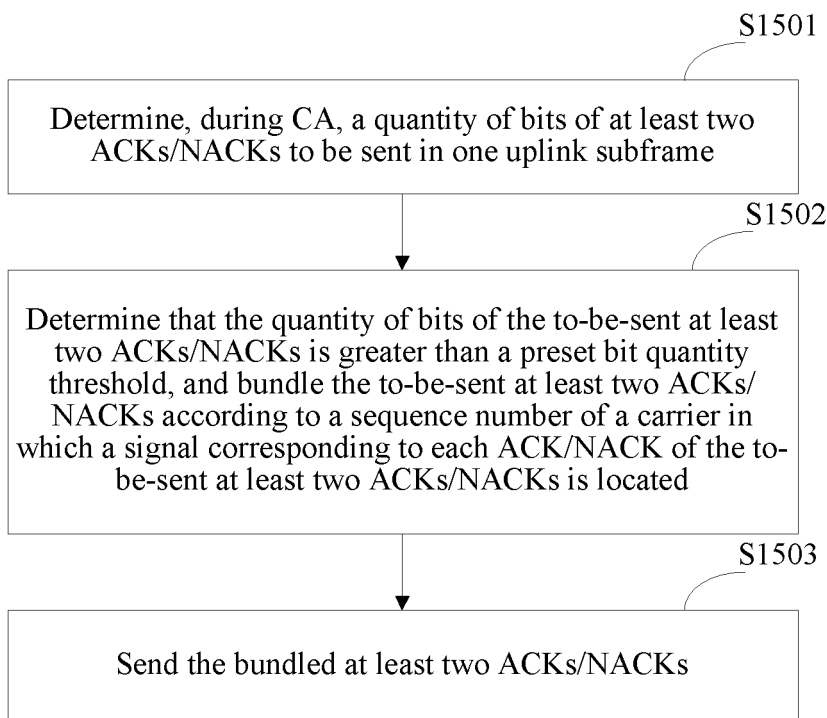 S1501
Determine, during CA, a quantity of bits of at least two
ACKs/NACKs to be sent in one uplink subframe
S1502
Determine that the quantity of bits of the to-be-sent at least
two ACKs/NACKs is greater than a preset bit quantity
threshold, and bundle the to-be-sent at least two ACKs/
NACKs according to a sequence number of a carrier in
which a signal corresponding to each ACK/NACK of the to-
be-sent at least two ACKs/NACKs is located
S1503
Send the bundled at least two ACKs/NACKs